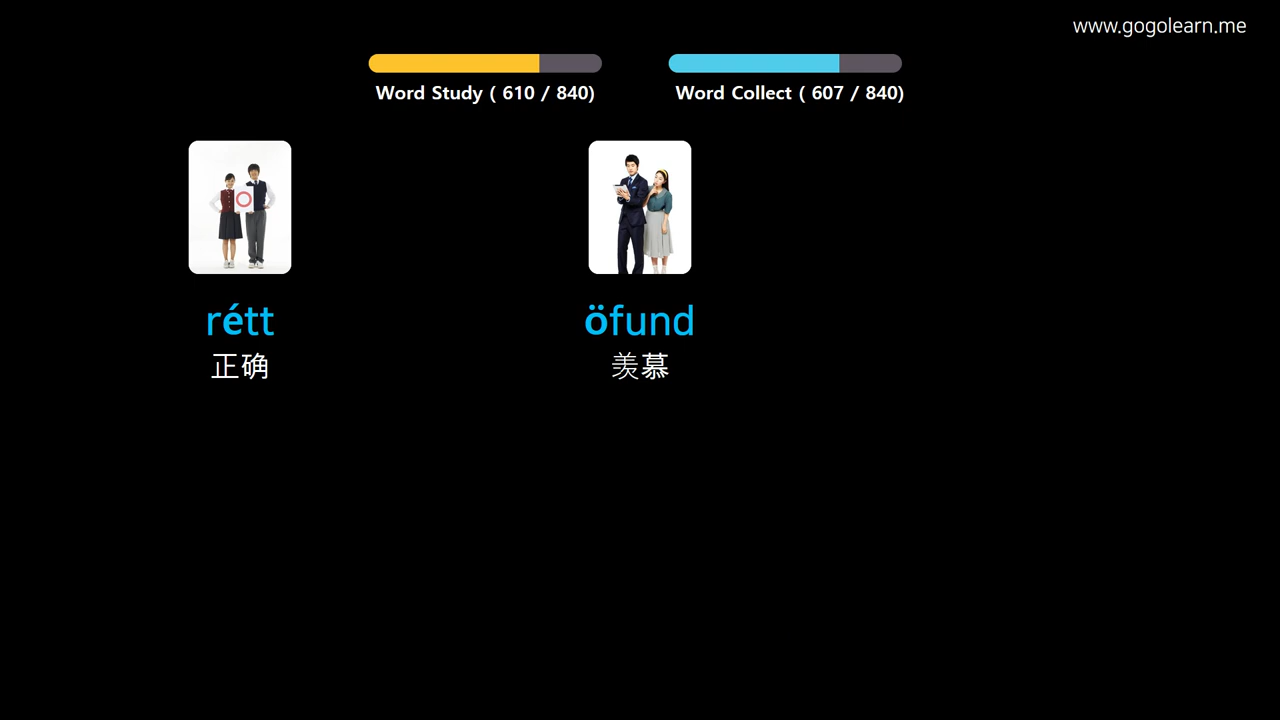 www.gogolearn.me
Word Study ( 610 / 840)
Word Collect ( 607 / 840)
rétt
正确
öfund
羡慕